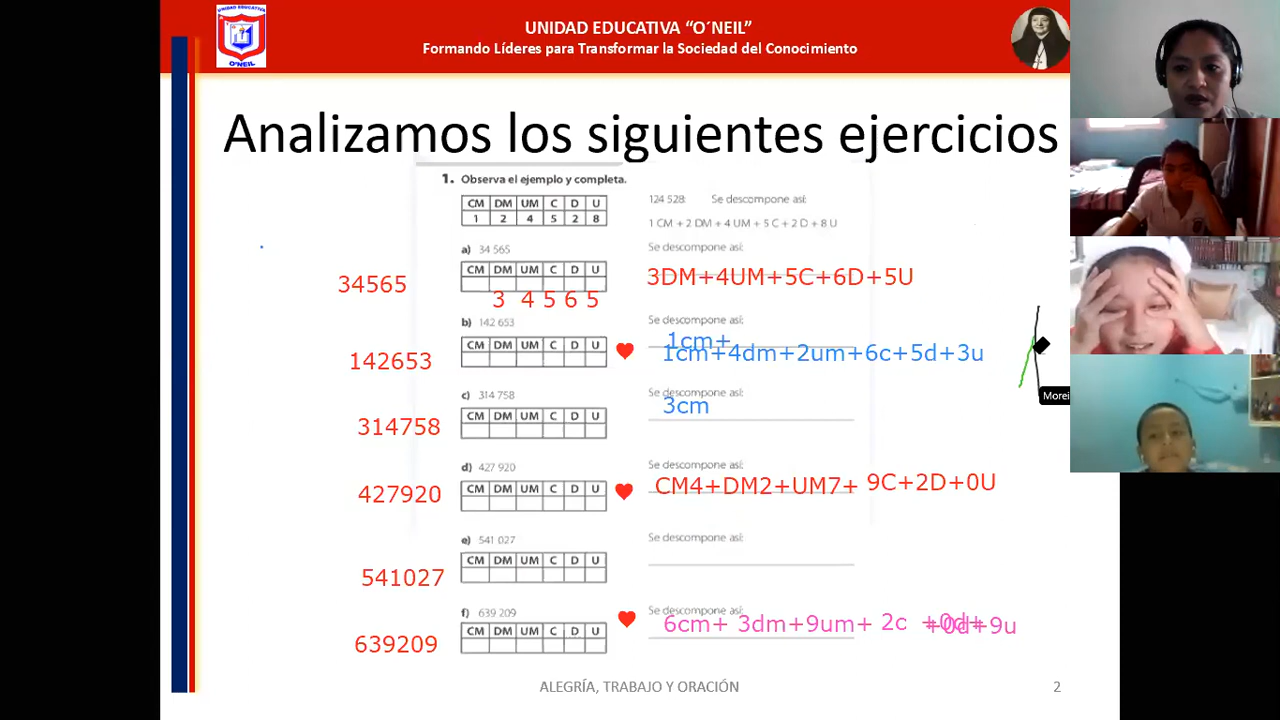 UNIDAD EDUCATIVA
O´NEIL
UNIDAD EDUCATIVA “O´NEIL”
Formando Líderes para Transformar la Sociedad del Conocimiento
Analizamos los siguientes ejercicios
1. Observa el ejemplo y completa.
CM DM UM C D U
1 2 4 5 2 8
124 528: Se descompone así:
1 CM + 2 DM + 4 UM + 5 C + 2 D + 8 U
a) 34 565
Se descompone así:
34565
CM DM UM C D U
3 4 5 6 5
3DM+4UM+5C+6D+5U
b) 142 653
Se descompone así:
142653
CM DM UM C D U
1cm+
1cm+4dm+2um+6c+5d+3u
Morei
c) 314 758
Se descompone así:
314758
CM DM UM C D U
3cm
d) 427 920
Se descompone así:
427920
CM DM UM C D U
CM4+DM2+UM7+ 9C+2D+0U
e) 541 027
Se descompone así:
541027
CM DM UM C D U
f) 639 209
Se descompone así:
639209
CM DM UM C D U
6cm+ 3dm+9um+ 2c +0d+
+0d+9u
ALEGRÍA, TRABAJO Y ORACIÓN
2